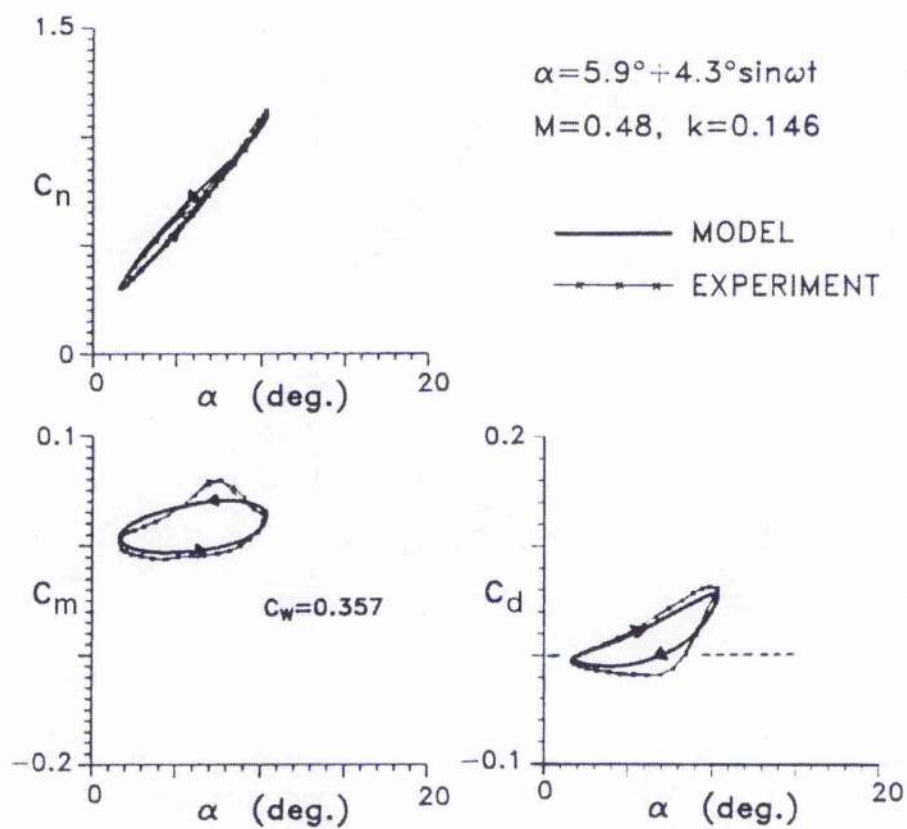 1.5
α=5.9°+4.3°sinωt
M=0.48, k=0.146
Cn
MODEL
EXPERIMENT
0
0
20
α (deg.)
0.1
Cm
Cw=0.357
-0.2
0
20
α (deg.)
0.2
Cd
-0.1
0
20
α (deg.)